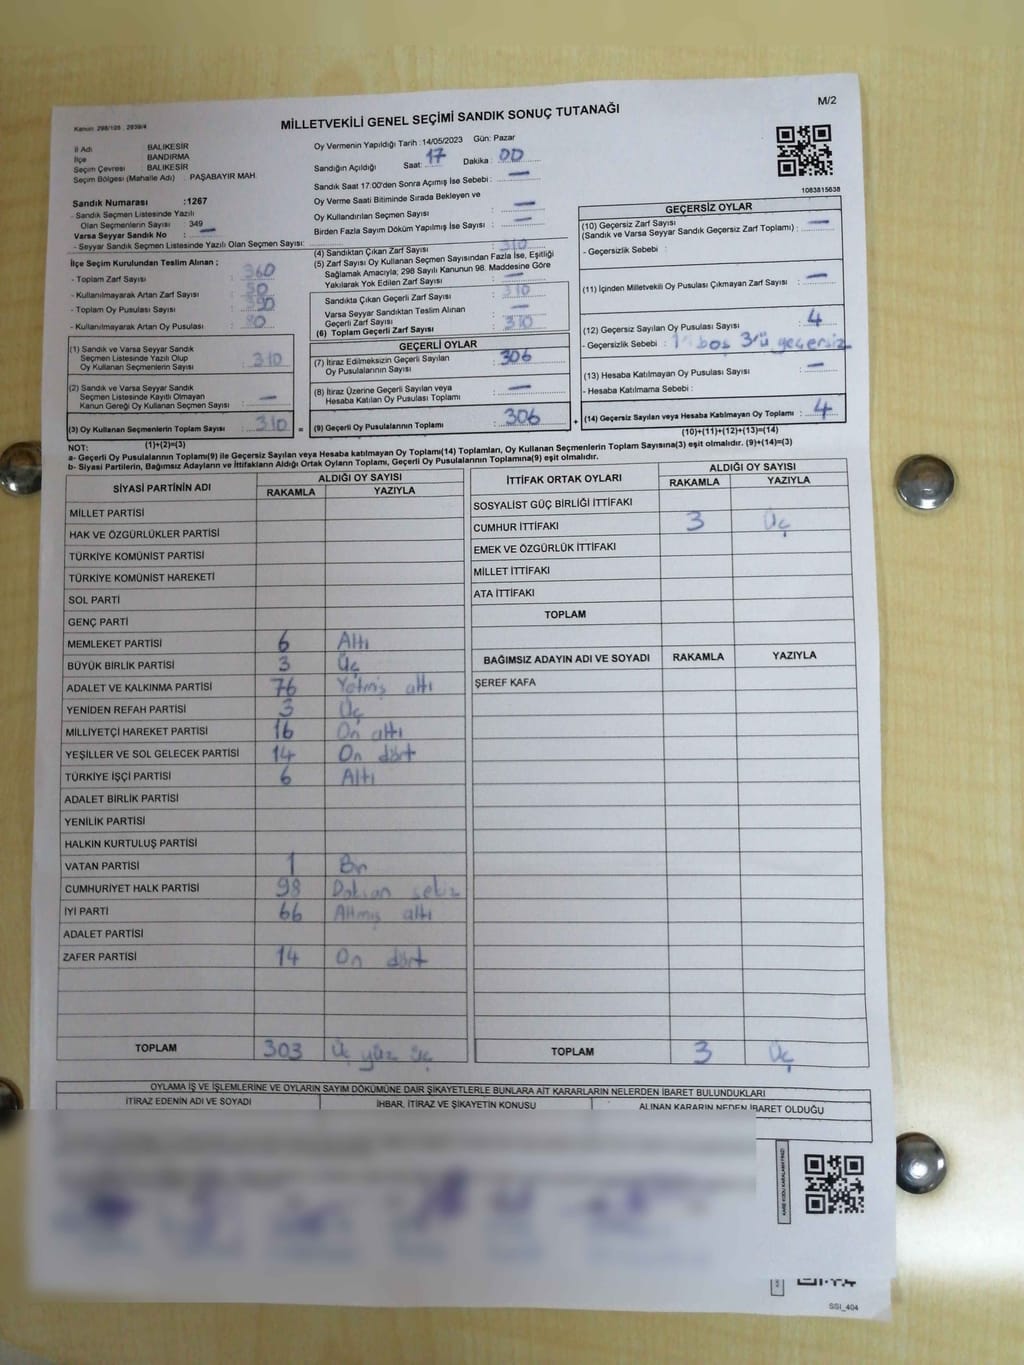 M/2
Kanun: 298/105 , 2839/4
MİLLETVEKİLİ GENEL SEÇİMİ SANDIK SONUÇ TUTANAĞI
İl Adı BALIKESİR
İlçe BANDIRMA
Seçim Çevresi BALIKESİR
Seçim Bölgesi (Mahalle Adı) : PAŞABAYIR MAH.
Sandık Numarası :1267
- Sandık Seçmen Listesinde Yazılı
Olan Seçmenlerin Sayısı : 349
Varsa Seyyar Sandık No : —
- Seyyar Sandık Seçmen Listesinde Yazılı Olan Seçmen Sayısı:
İlçe Seçim Kurulundan Teslim Alınan ;
- Toplam Zarf Sayısı : 360
- Kullanılmayarak Artan Zarf Sayısı : 50
- Toplam Oy Pusulası Sayısı :
- Kullanılmayarak Artan Oy Pusulası :
(1) Sandık ve Varsa Seyyar Sandık
Seçmen Listesinde Yazılı Olup
Oy Kullanan Seçmenlerin Sayısı : 310
(2) Sandık ve Varsa Seyyar Sandık
Seçmen Listesinde Kayıtlı Olmayan
Kanun Gereği Oy Kullanan Seçmen Sayısı : —
(3) Oy Kullanan Seçmenlerin Toplam Sayısı : 310 =
(1)+(2)=(3)
Oy Vermenin Yapıldığı Tarih : 14/05/2023 Gün: Pazar
Sandığın Açıldığı Saat: 17 Dakika : 00
Sandık Saat 17:00'den Sonra Açımış İse Sebebi : —
Oy Verme Saati Bitiminde Sırada Bekleyen ve
Oy Kullandırılan Seçmen Sayısı : —
Birden Fazla Sayım Döküm Yapılmış İse Sayısı : —
(4) Sandıktan Çıkan Zarf Sayısı : 310
(5) Zarf Sayısı Oy Kullanan Seçmen Sayısından Fazla İse, Eşitliği
Sağlamak Amacıyla; 298 Sayılı Kanunun 98. Maddesine Göre
Yakılarak Yok Edilen Zarf Sayısı : —
Sandıkta Çıkan Geçerli Zarf Sayısı : 310
Varsa Seyyar Sandıktan Teslim Alınan
Geçerli Zarf Sayısı : —
(6) Toplam Geçerli Zarf Sayısı : 310
GEÇERLİ OYLAR
(7) İtiraz Edilmeksizin Geçerli Sayılan
Oy Pusulalarının Sayısı : 306
(8) İtiraz Üzerine Geçerli Sayılan veya
Hesaba Katılan Oy Pusulası Toplamı : —
(9) Geçerli Oy Pusulalarının Toplamı : 306 +
1083815638
GEÇERSİZ OYLAR
(10) Geçersiz Zarf Sayısı
(Sandık ve Varsa Seyyar Sandık Geçersiz Zarf Toplamı) : —
- Geçersizlik Sebebi :
(11) İçinden Milletvekili Oy Pusulası Çıkmayan Zarf Sayısı : —
(12) Geçersiz Sayılan Oy Pusulası Sayısı : 4
- Geçersizlik Sebebi : boş 3'ü geçersiz
(13) Hesaba Katılmayan Oy Pusulası Sayısı : —
- Hesaba Katılmama Sebebi :
(14) Geçersiz Sayılan veya Hesaba Katılmayan Oy Toplamı : 4
(10)+(11)+(12)+(13)=(14)
NOT:
a- Geçerli Oy Pusulalarının Toplamı(9) ile Geçersiz Sayılan veya Hesaba katılmayan Oy Toplamı(14) Toplamları, Oy Kullanan Seçmenlerin Toplam Sayısına(3) eşit olmalıdır. (9)+(14)=(3)
b- Siyasi Partilerin, Bağımsız Adayların ve İttifakların Aldığı Ortak Oyların Toplamı, Geçerli Oy Pusulalarının Toplamına(9) eşit olmalıdır.
SİYASİ PARTİNİN ADI ALDIĞI OY SAYISI
RAKAMLA YAZIYLA
MİLLET PARTİSİ
HAK VE ÖZGÜRLÜKLER PARTİSİ
TÜRKİYE KOMÜNİST PARTİSİ
TÜRKİYE KOMÜNİST HAREKETİ
SOL PARTİ
GENÇ PARTİ
MEMLEKET PARTİSİ 6 Altı
BÜYÜK BİRLİK PARTİSİ 3 Üç
ADALET VE KALKINMA PARTİSİ 76 Yetmiş altı
YENİDEN REFAH PARTİSİ 3 Üç
MİLLİYETÇİ HAREKET PARTİSİ 16 On altı
YEŞİLLER VE SOL GELECEK PARTİSİ 14 On dört
TÜRKİYE İŞÇİ PARTİSİ 6 Altı
ADALET BİRLİK PARTİSİ
YENİLİK PARTİSİ
HALKIN KURTULUŞ PARTİSİ
VATAN PARTİSİ 1 Bir
CUMHURİYET HALK PARTİSİ 98 Doksan sekiz
İYİ PARTİ 66 Altmış altı
ADALET PARTİSİ
ZAFER PARTİSİ 14 On dört
TOPLAM 303 Üç yüz üç
İTTİFAK ORTAK OYLARI ALDIĞI OY SAYISI
RAKAMLA YAZIYLA
SOSYALİST GÜÇ BİRLİĞİ İTTİFAKI
CUMHUR İTTİFAKI 3 Üç
EMEK VE ÖZGÜRLÜK İTTİFAKI
MİLLET İTTİFAKI
ATA İTTİFAKI
TOPLAM
BAĞIMSIZ ADAYIN ADI VE SOYADI RAKAMLA YAZIYLA
ŞEREF KAFA
TOPLAM 3 Üç
OYLAMA İŞ VE İŞLEMLERİNE VE OYLARIN SAYIM DÖKÜMÜNE DAİR ŞİKAYETLERLE BUNLARA AİT KARARLARIN NELERDEN İBARET BULUNDUKLARI
İTİRAZ EDENİN ADI VE SOYADI İHBAR, İTİRAZ VE ŞİKAYETİN KONUSU ALINAN KARARIN NEDEN İBARET OLDUĞU
SSI_404